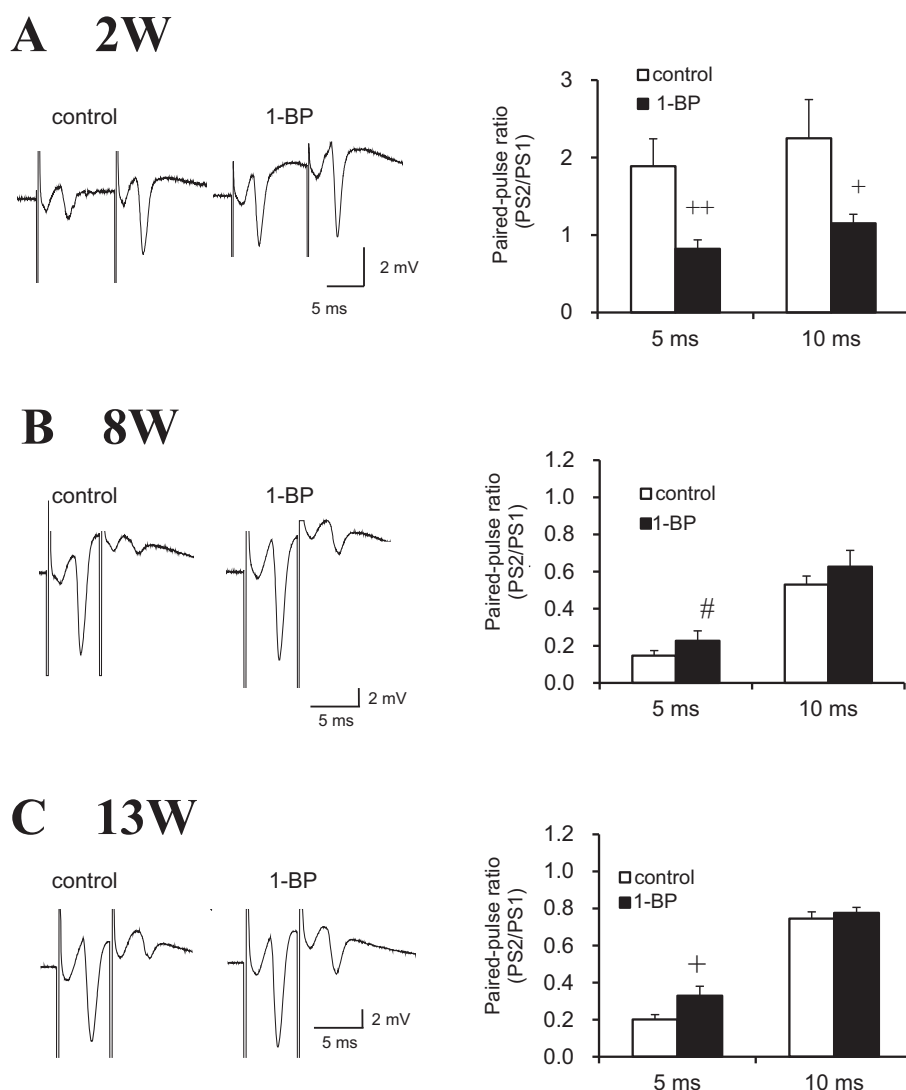 A 2W
control
1-BP
2 mV
5 ms
Paired-pulse ratio
(PS2/PS1)
3
2
1
0
control
1-BP
++
+
5 ms
10 ms
B 8W
control
1-BP
2 mV
5 ms
Paired-pulse ratio
(PS2/PS1)
1.2
1.0
0.8
0.6
0.4
0.2
0.0
control
1-BP
#
5 ms
10 ms
C 13W
control
1-BP
2 mV
5 ms
Paired-pulse ratio
(PS2/PS1)
1.2
1.0
0.8
0.6
0.4
0.2
0.0
control
1-BP
+
5 ms
10 ms